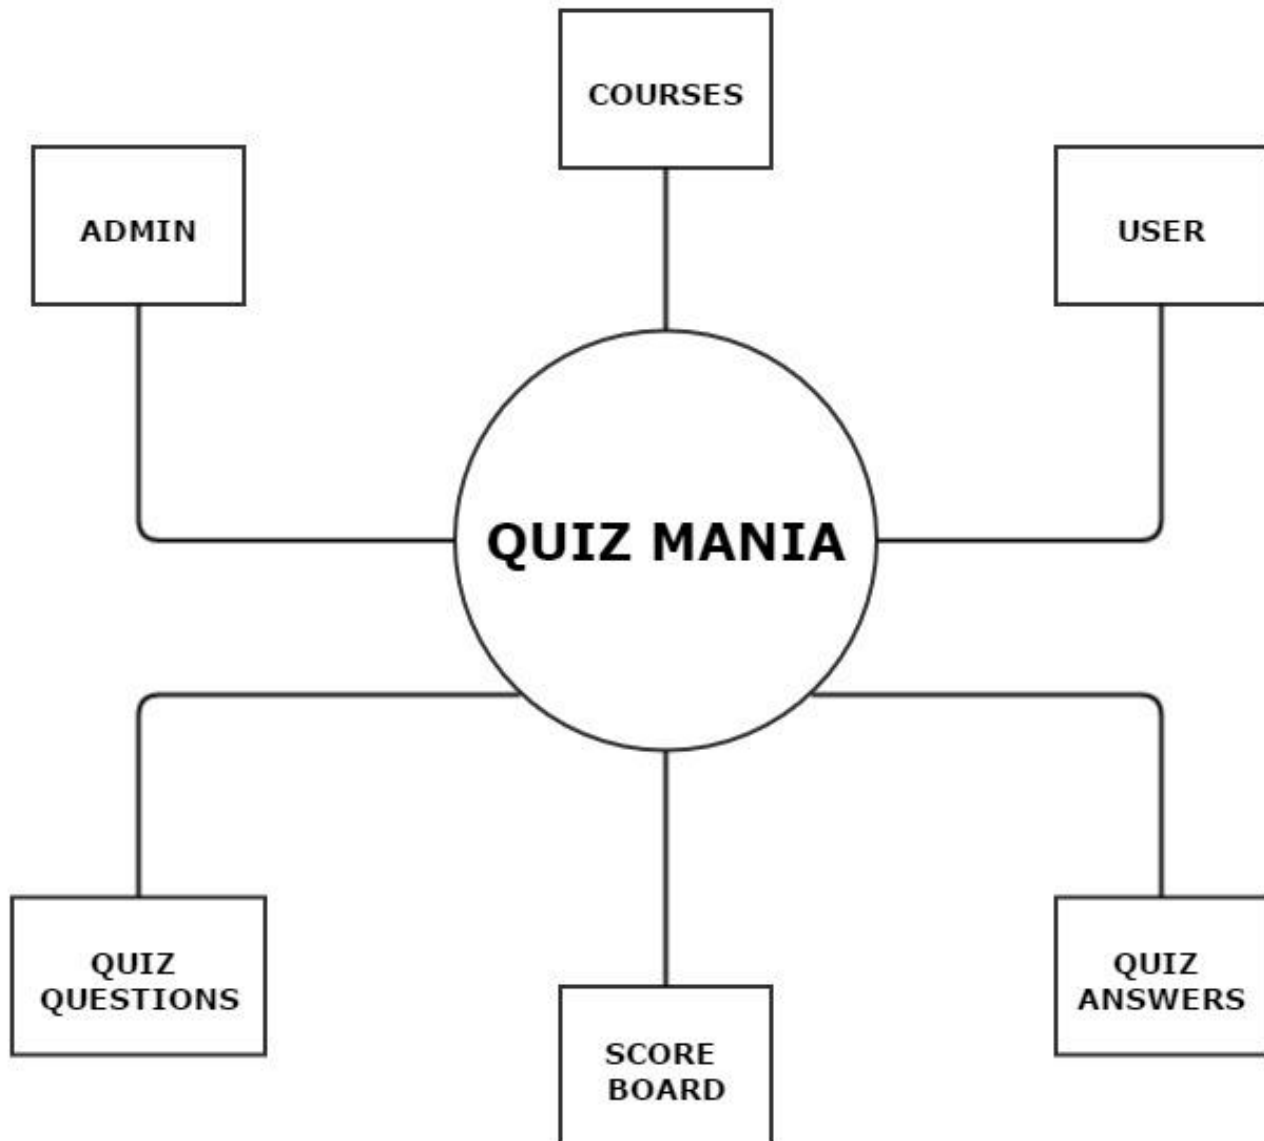 COURSES
ADMIN
USER
QUIZ MANIA
QUIZ
QUESTIONS
SCORE
BOARD
QUIZ
ANSWERS